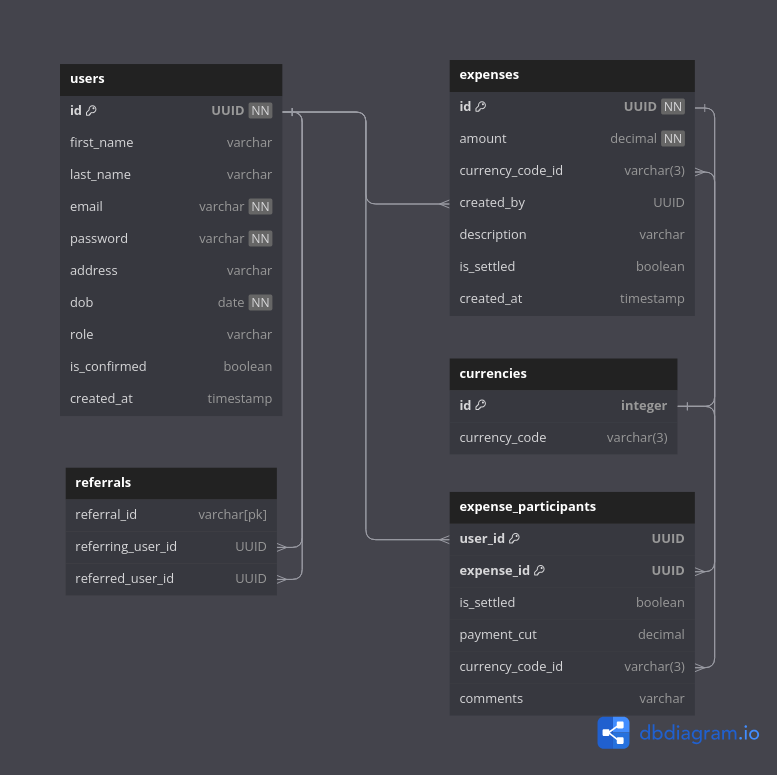 users
id UUID NN
first_name varchar
last_name varchar
email varchar NN
password varchar NN
address varchar
dob date NN
role varchar
is_confirmed boolean
created_at timestamp
referrals
referral_id varchar[pk]
referring_user_id UUID
referred_user_id UUID
expenses
id UUID NN
amount decimal NN
currency_code_id varchar(3)
created_by UUID
description varchar
is_settled boolean
created_at timestamp
currencies
id integer
currency_code varchar(3)
expense_participants
user_id UUID
expense_id UUID
is_settled boolean
payment_cut decimal
currency_code_id varchar(3)
comments varchar
dbdiagram.io